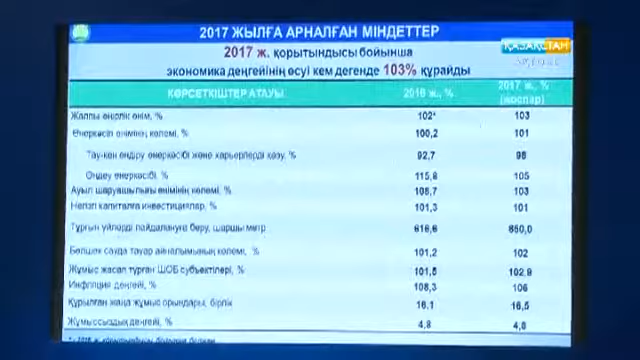 2017 ЖЫЛҒА АРНАЛҒАН МІНДЕТТЕР
ҚАЗАҚСТАН
2017 ж. қорытындысы бойынша
экономика деңгейінің өсуі кем дегенде 103% құрайды
КӨРСЕТКІШТЕР АТАУЫ 2016 ж., % 2017 ж., % (жоспар)
Жалпы өңірлік өнім, % 102* 103
Өнеркәсіп өнімінің көлемі, % 100,2 101
Тау-кен өндіру өнеркәсібі және карьерлерді қазу, % 92,7 98
Өңдеу өнеркәсібі, % 115,8 105
Ауыл шаруашылығы өнімінің көлемі, % 108,7 103
Негізгі капиталға инвестициялар, % 101,3 101
Тұрғын үйлерді пайдалануға беру, шаршы метр 616,6 650,0
Бөлшек сауда тауар айналымының көлемі, % 101,2 102
Жұмыс жасап тұрған ШОБ субъектілері, % 101,5 102,9
Инфляция деңгейі, % 108,3 106
Құрылған жаңа жұмыс орындары, бірлік 16,1 16,5
Жұмыссыздық деңгейі, % 4,8 4,8